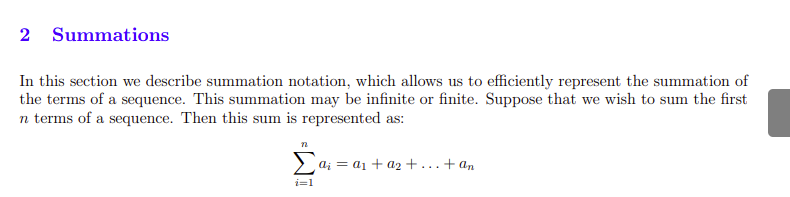 2 Summations
In this section we describe summation notation, which allows us to efficiently represent the summation of
the terms of a sequence. This summation may be infinite or finite. Suppose that we wish to sum the first
n terms of a sequence. Then this sum is represented as:
n
∑ aᵢ = a₁ + a₂ + . . . + aₙ
i=1